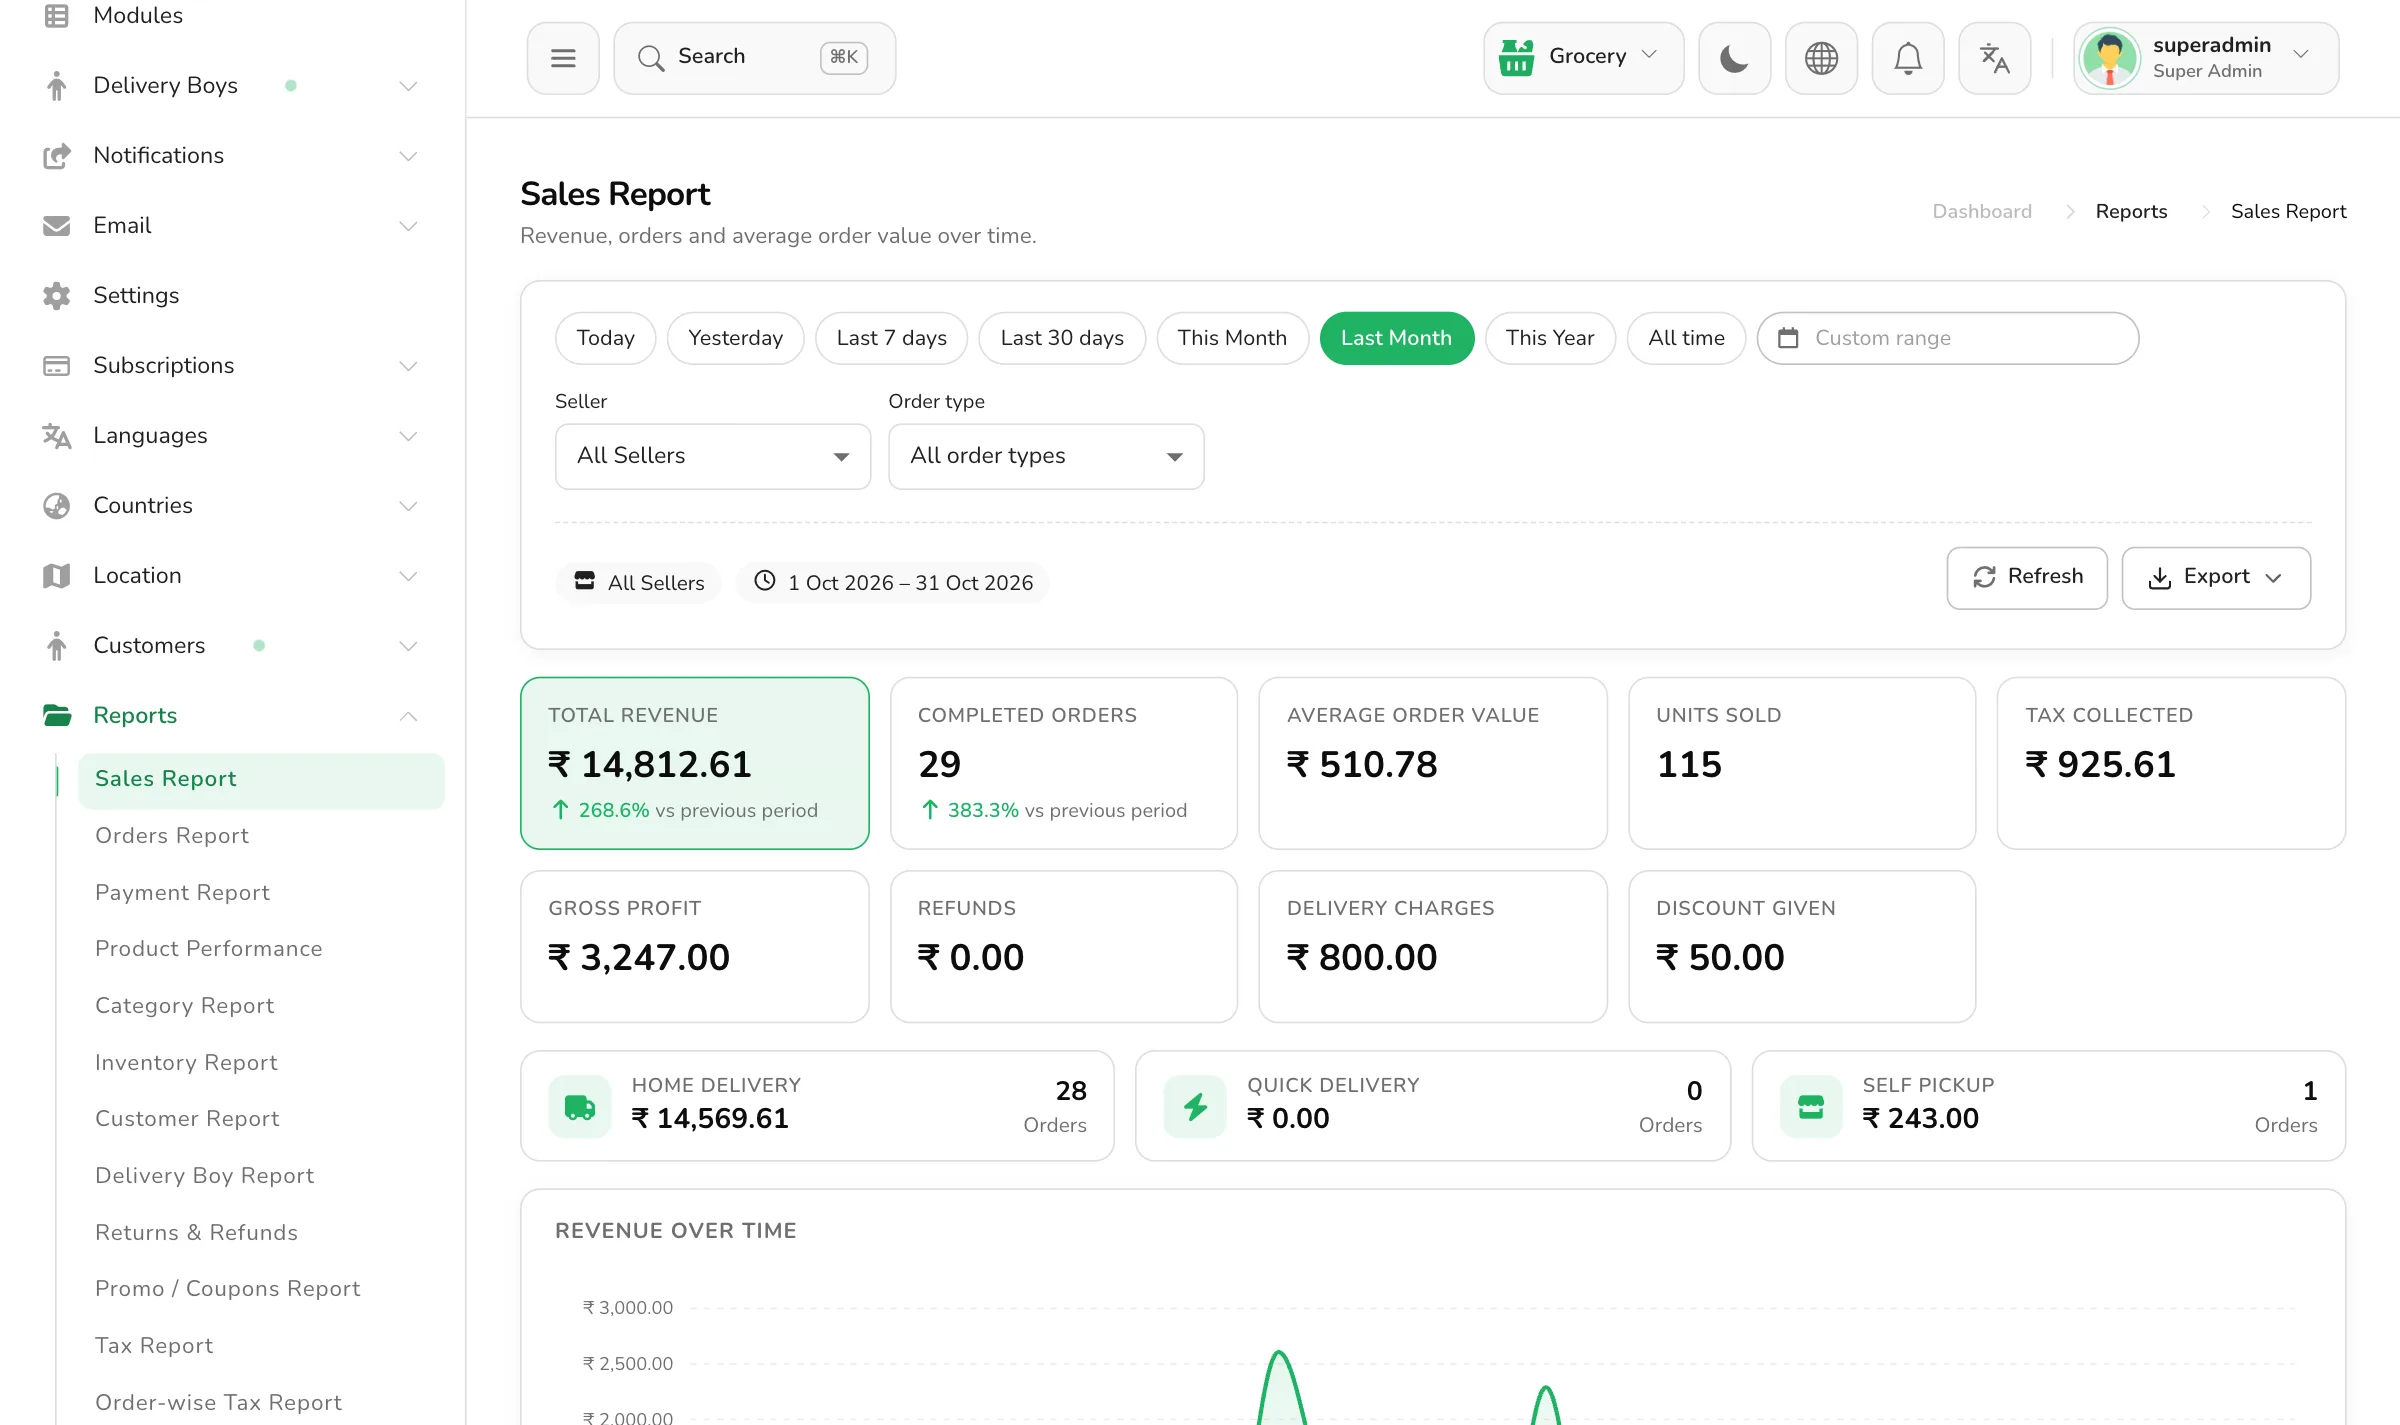 Modules
Delivery Boys
Notifications
Email
Settings
Subscriptions
Languages
Countries
Location
Customers
Reports
Sales Report
Orders Report
Payment Report
Product Performance
Category Report
Inventory Report
Customer Report
Delivery Boy Report
Returns & Refunds
Promo / Coupons Report
Tax Report
Order-wise Tax Report
Search ⌘K
Grocery
superadmin
Super Admin
Sales Report
Revenue, orders and average order value over time.
Dashboard Reports Sales Report
Today Yesterday Last 7 days Last 30 days This Month Last Month This Year All time Custom range
Seller Order type
All Sellers All order types
All Sellers 1 Oct 2026 – 31 Oct 2026
Refresh Export
TOTAL REVENUE
₹ 14,812.61
268.6% vs previous period
COMPLETED ORDERS
29
383.3% vs previous period
AVERAGE ORDER VALUE
₹ 510.78
UNITS SOLD
115
TAX COLLECTED
₹ 925.61
GROSS PROFIT
₹ 3,247.00
REFUNDS
₹ 0.00
DELIVERY CHARGES
₹ 800.00
DISCOUNT GIVEN
₹ 50.00
HOME DELIVERY
₹ 14,569.61
28
Orders
QUICK DELIVERY
₹ 0.00
0
Orders
SELF PICKUP
₹ 243.00
1
Orders
REVENUE OVER TIME
₹ 3,000.00
₹ 2,500.00
₹ 2,000.00